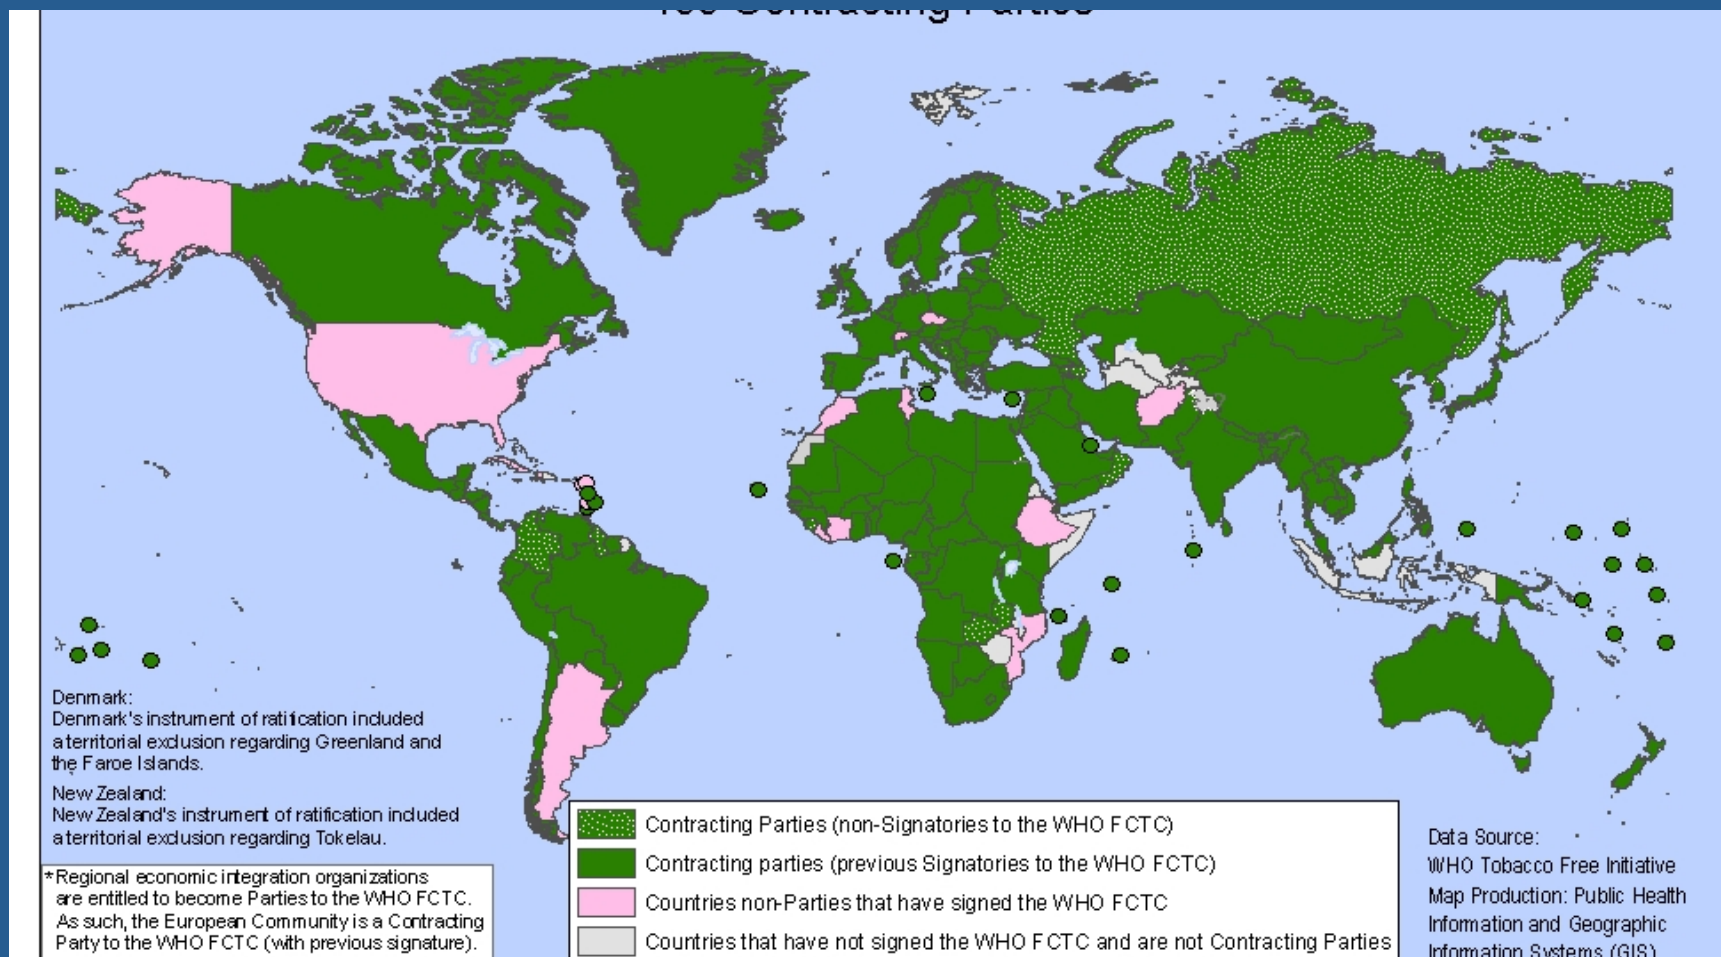 Contracting Parties
Denmark:
Denmark's instrument of ratification included
a territorial exclusion regarding Greenland and
the Faroe Islands.
New Zealand:
New Zealand's instrument of ratification included
a territorial exclusion regarding Tokelau.
*Regional economic integration organizations
are entitled to become Parties to the WHO FCTC.
As such, the European Community is a Contracting
Party to the WHO FCTC (with previous signature).
Contracting Parties (non-Signatories to the WHO FCTC)
Contracting parties (previous Signatories to the WHO FCTC)
Countries non-Parties that have signed the WHO FCTC
Countries that have not signed the WHO FCTC and are not Contracting Parties
Data Source:
WHO Tobacco Free Initiative
Map Production: Public Health
Information and Geographic
Information Systems (GIS)